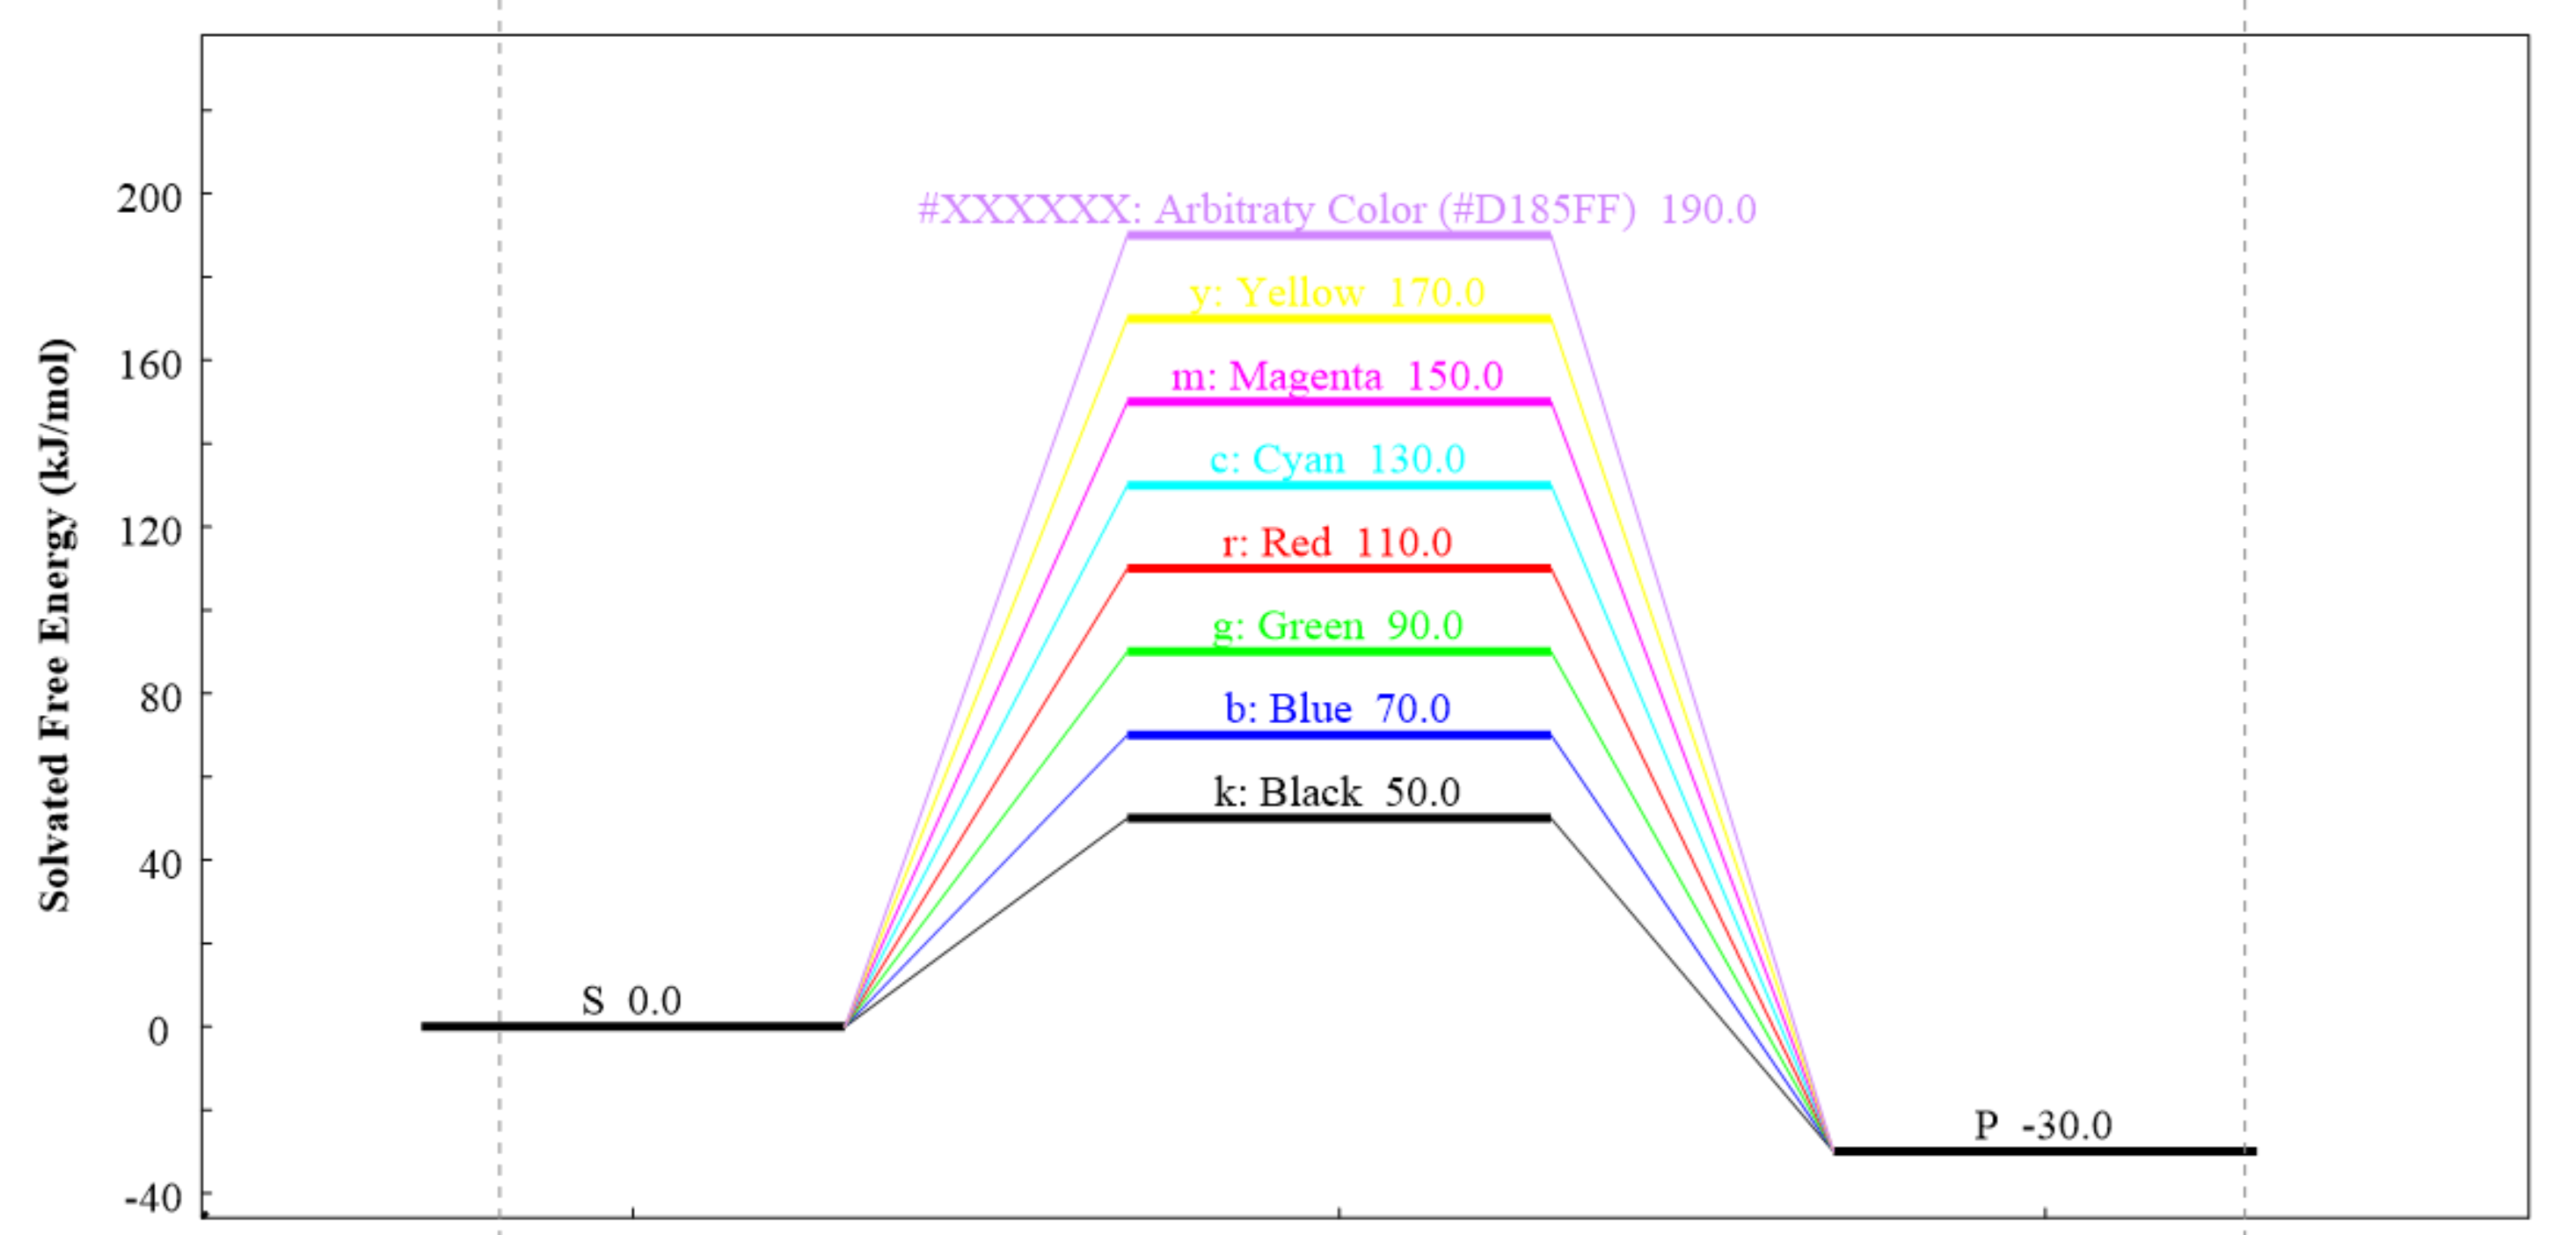 Solvated Free Energy (kJ/mol)
200
160
120
80
40
0
-40
#XXXXXX: Arbitraty Color (#D185FF) 190.0
y: Yellow 170.0
m: Magenta 150.0
c: Cyan 130.0
r: Red 110.0
g: Green 90.0
b: Blue 70.0
k: Black 50.0
S 0.0
P -30.0